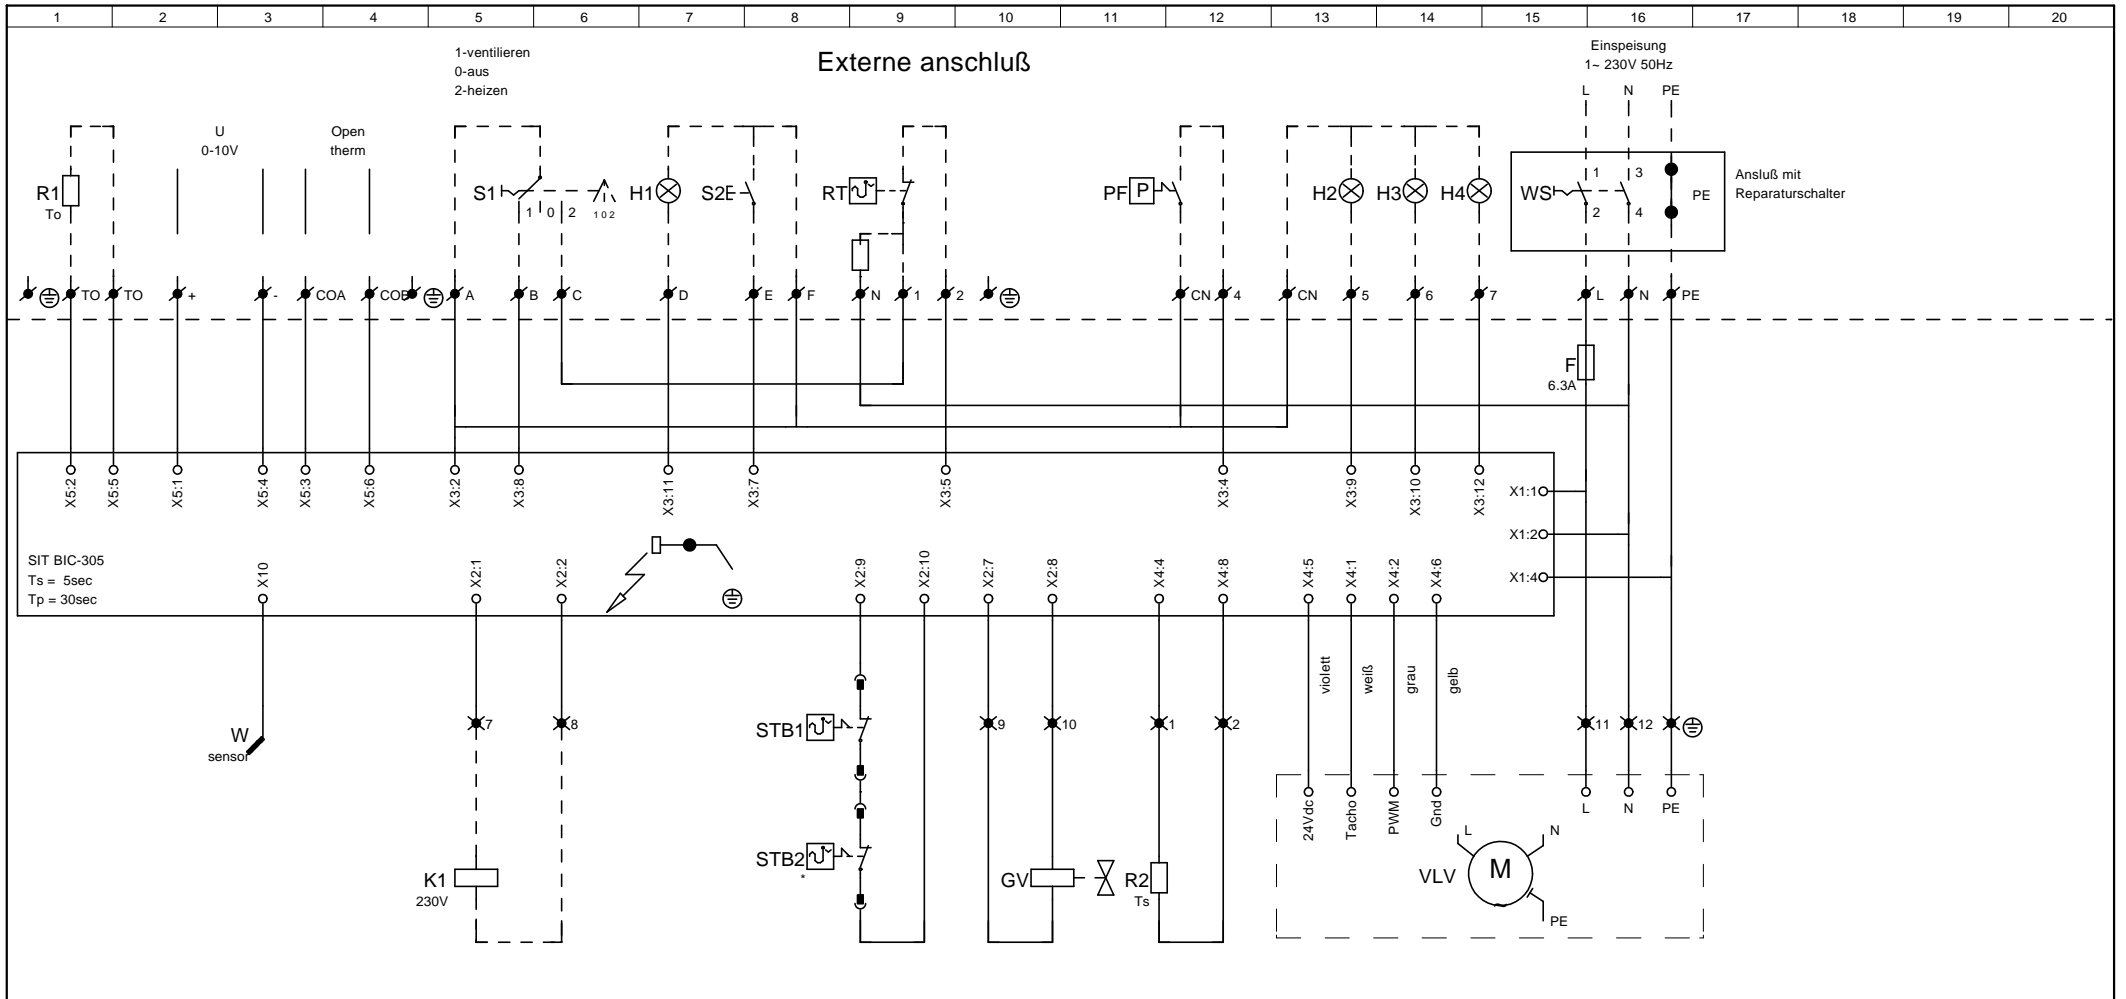 1 2 3 4 5 6 7 8 9 10 11 12 13 14 15 16 17 18 19 20
Externe anschluß
1-ventilieren
0-aus
2-heizen
Einspeisung
1~ 230V 50Hz
L N PE
U
0-10V
Open
therm
R1
To
S1
1 0 2
1 0 2
H1
S2
RT
PF
P
H2
H3
H4
WS
1
3
2
4
PE
Ansluß mit
Reparaturschalter
TO TO + - COA COB A B C D E F N 1 2 CN 4 CN 5 6 7 L N PE
F
6.3A
X5:2 X5:5 X5:1 X5:4 X5:3 X5:6 X3:2 X3:8 X3:11 X3:7 X3:5 X3:4 X3:9 X3:10 X3:12
X1:1
X1:2
X1:4
SIT BIC-305
Ts = 5sec
Tp = 30sec
X10 X2:1 X2:2 X2:9 X2:10 X2:7 X2:8 X4:4 X4:8 X4:5 X4:1 X4:2 X4:6
violett weiß grau gelb
W
sensor
7 8
STB1
9 10 1 2
11 12
24Vdc Tacho PWM Gnd
L N PE
STB2
*
K1
230V
GV
R2
Ts
VLV
M
~
L
N
PE